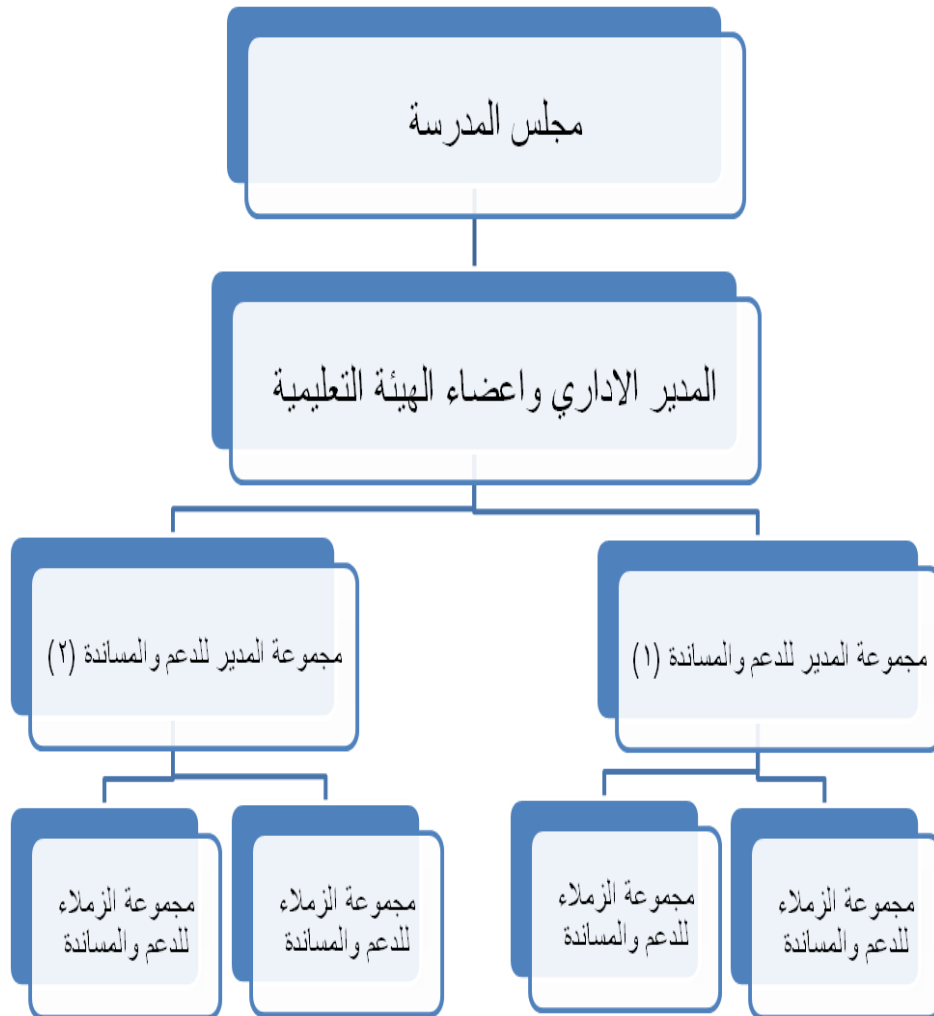 مجلس المدرسة
المدير الاداري واعضاء الهيئة التعليمية
مجموعة المدير للدعم والمساندة (١)
مجموعة المدير للدعم والمساندة (٢)
مجموعة الزملاء
للدعم والمساندة
مجموعة الزملاء
للدعم والمساندة
مجموعة الزملاء
للدعم والمساندة
مجموعة الزملاء
للدعم والمساندة